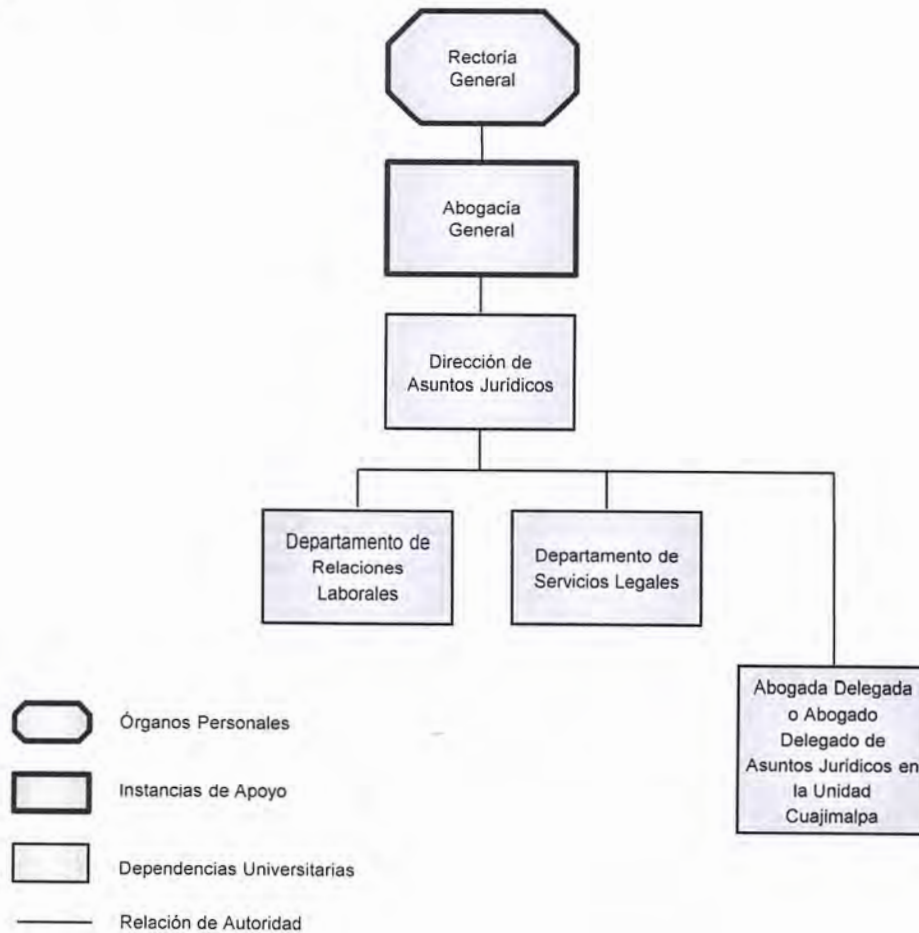 Rectoría
General
Abogacía
General
Dirección de
Asuntos Jurídicos
Departamento de
Relaciones
Laborales
Departamento de
Servicios Legales
Abogada Delegada
o Abogado
Delegado de
Asuntos Jurídicos en
la Unidad
Cuajimalpa
Órganos Personales
Instancias de Apoyo
Dependencias Universitarias
Relación de Autoridad